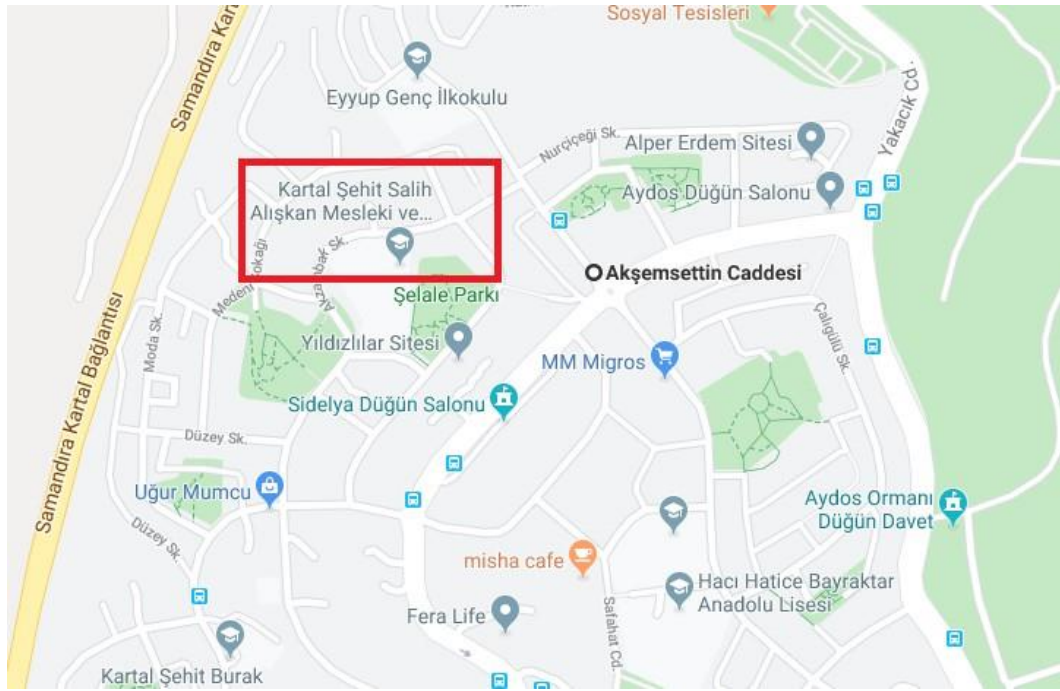 Sosyal Tesisleri
Samandıra Kar
Eyyup Genç İlkokulu
Yakacık Cd.
Nurçiçeği Sk.
Alper Erdem Sitesi
Aydos Düğün Salonu
Kartal Şehit Salih
Alışkan Mesleki ve...
Akşemsettin Caddesi
Medeni Sokağı
Akzambak Sk.
Şelale Parkı
Samandıra Kartal Bağlantısı
Moda Sk.
Yıldızlılar Sitesi
MM Migros
Çalıgülü Sk.
Sidelya Düğün Salonu
Düzey Sk.
Uğur Mumcu
Aydos Ormanı
Düğün Davet
Düzey Sk.
misha cafe
Hacı Hatice Bayraktar
Anadolu Lisesi
Fera Life
Safahat Cd.
Kartal Şehit Burak